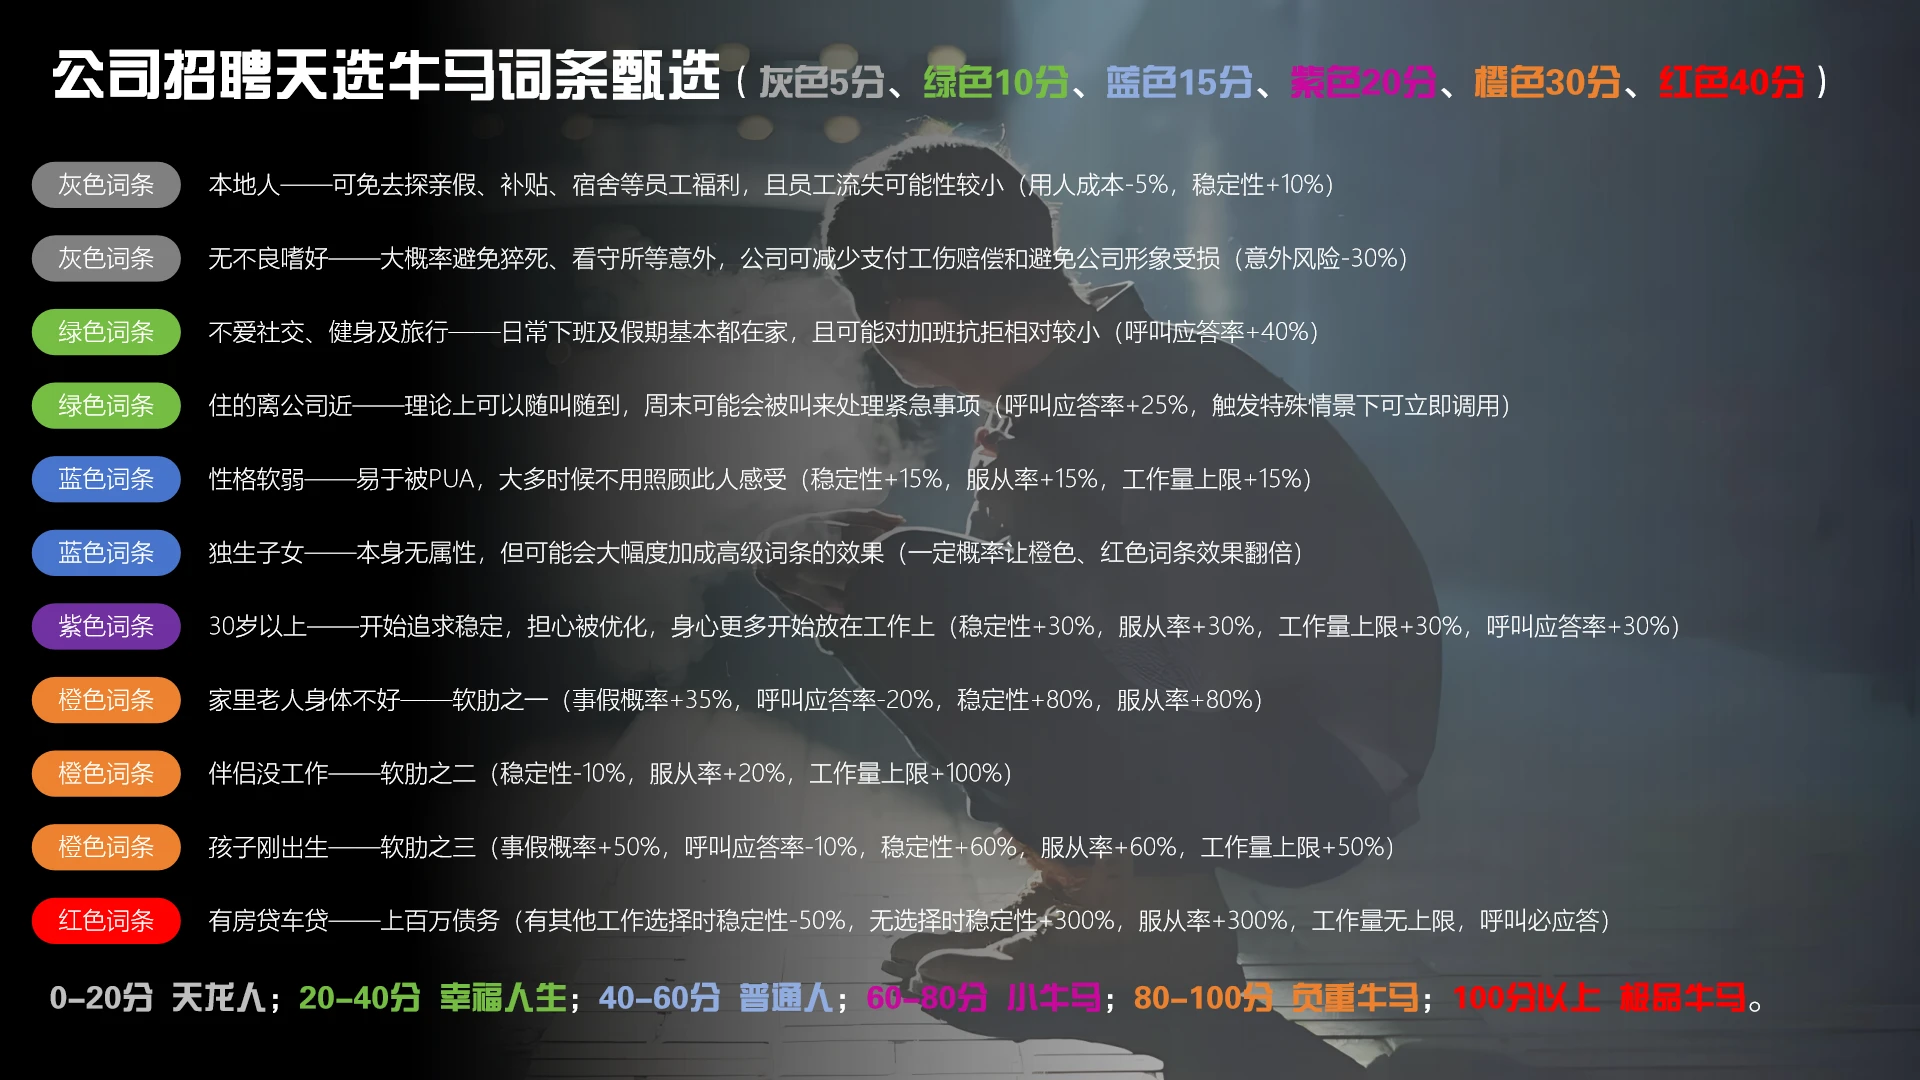 公司招聘天选牛马词条甄选（灰色5分、绿色10分、蓝色15分、紫色20分、橙色30分、红色40分）
灰色词条 本地人——可免去探亲假、补贴、宿舍等员工福利，且员工流失可能性较小（用人成本-5%，稳定性+10%）
灰色词条 无不良嗜好——大概率避免猝死、看守所等意外，公司可减少支付工伤赔偿和避免公司形象受损（意外风险-30%）
绿色词条 不爱社交、健身及旅行——日常下班及假期基本都在家，且可能对加班抗拒相对较小（呼叫应答率+40%）
绿色词条 住的离公司近——理论上可以随叫随到，周末可能会被叫来处理紧急事项（呼叫应答率+25%，触发特殊情景下可立即调用）
蓝色词条 性格软弱——易于被PUA，大多时候不用照顾此人感受（稳定性+15%，服从率+15%，工作量上限+15%）
蓝色词条 独生子女——本身无属性，但可能会大幅度加成高级词条的效果（一定概率让橙色、红色词条效果翻倍）
紫色词条 30岁以上——开始追求稳定，担心被优化，身心更多开始放在工作上（稳定性+30%，服从率+30%，工作量上限+30%，呼叫应答率+30%）
橙色词条 家里老人身体不好——软肋之一（事假概率+35%，呼叫应答率-20%，稳定性+80%，服从率+80%）
橙色词条 伴侣没工作——软肋之二（稳定性-10%，服从率+20%，工作量上限+100%）
橙色词条 孩子刚出生——软肋之三（事假概率+50%，呼叫应答率-10%，稳定性+60%，服从率+60%，工作量上限+50%）
红色词条 有房贷车贷——上百万债务（有其他工作选择时稳定性-50%，无选择时稳定性+300%，服从率+300%，工作量无上限，呼叫必应答）
0-20分 天龙人；20-40分 幸福人生；40-60分 普通人；60-80分 小牛马；80-100分 负重牛马；100分以上 极品牛马。